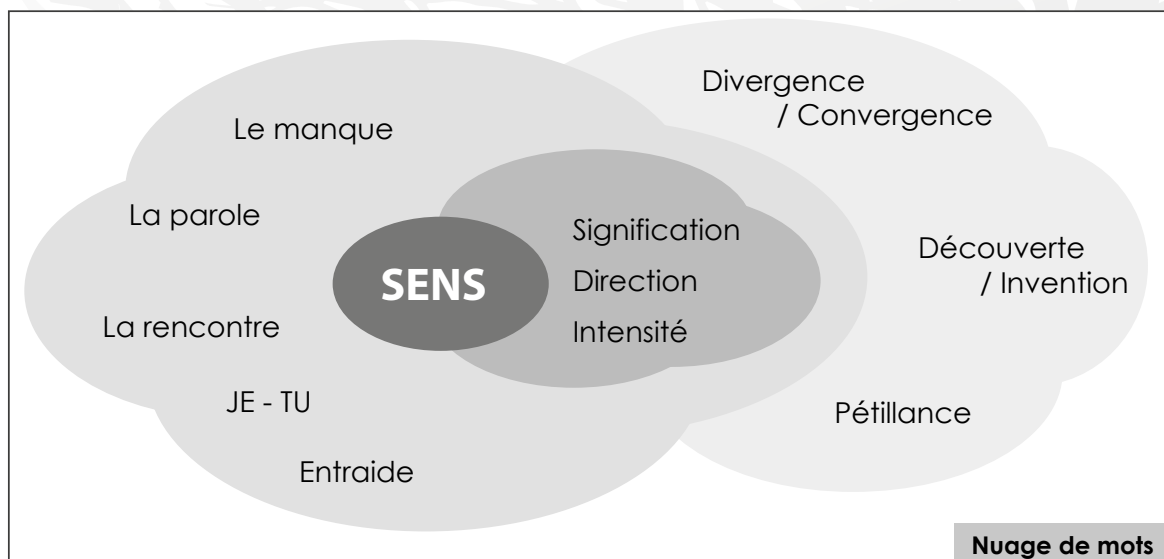 Le manque
La parole
La rencontre
JE - TU
Entraide
SENS
Signification
Direction
Intensité
Divergence
/ Convergence
Découverte
/ Invention
Pétillance
Nuage de mots